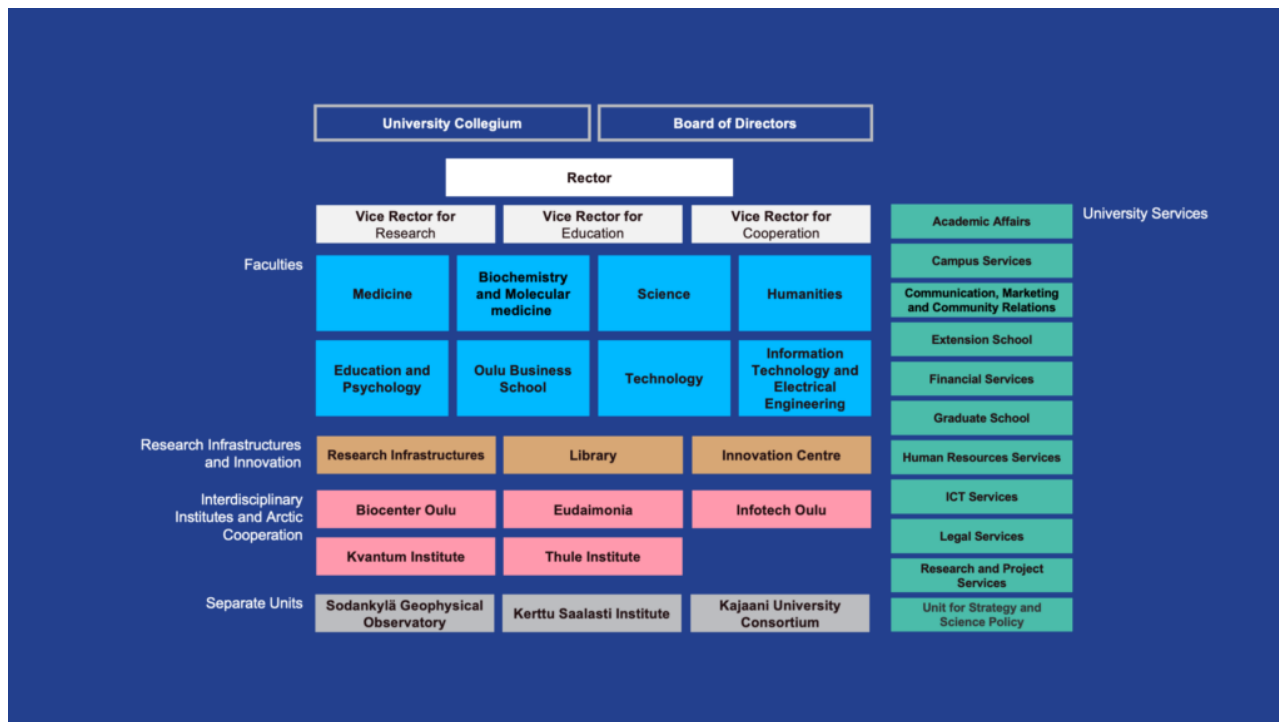 University Collegium
Board of Directors
Rector
Vice Rector for
Research
Vice Rector for
Education
Vice Rector for
Cooperation
Faculties
Medicine
Biochemistry
and Molecular
medicine
Science
Humanities
Education and
Psychology
Oulu Business
School
Technology
Information
Technology and
Electrical
Engineering
Research Infrastructures
and Innovation
Research Infrastructures
Library
Innovation Centre
Interdisciplinary
Institutes and Arctic
Cooperation
Biocenter Oulu
Eudaimonia
Infotech Oulu
Kvantum Institute
Thule Institute
Separate Units
Sodankylä Geophysical
Observatory
Kerttu Saalasti Institute
Kajaani University
Consortium
University Services
Academic Affairs
Campus Services
Communication, Marketing
and Community Relations
Extension School
Financial Services
Graduate School
Human Resources Services
ICT Services
Legal Services
Research and Project
Services
Unit for Strategy and
Science Policy